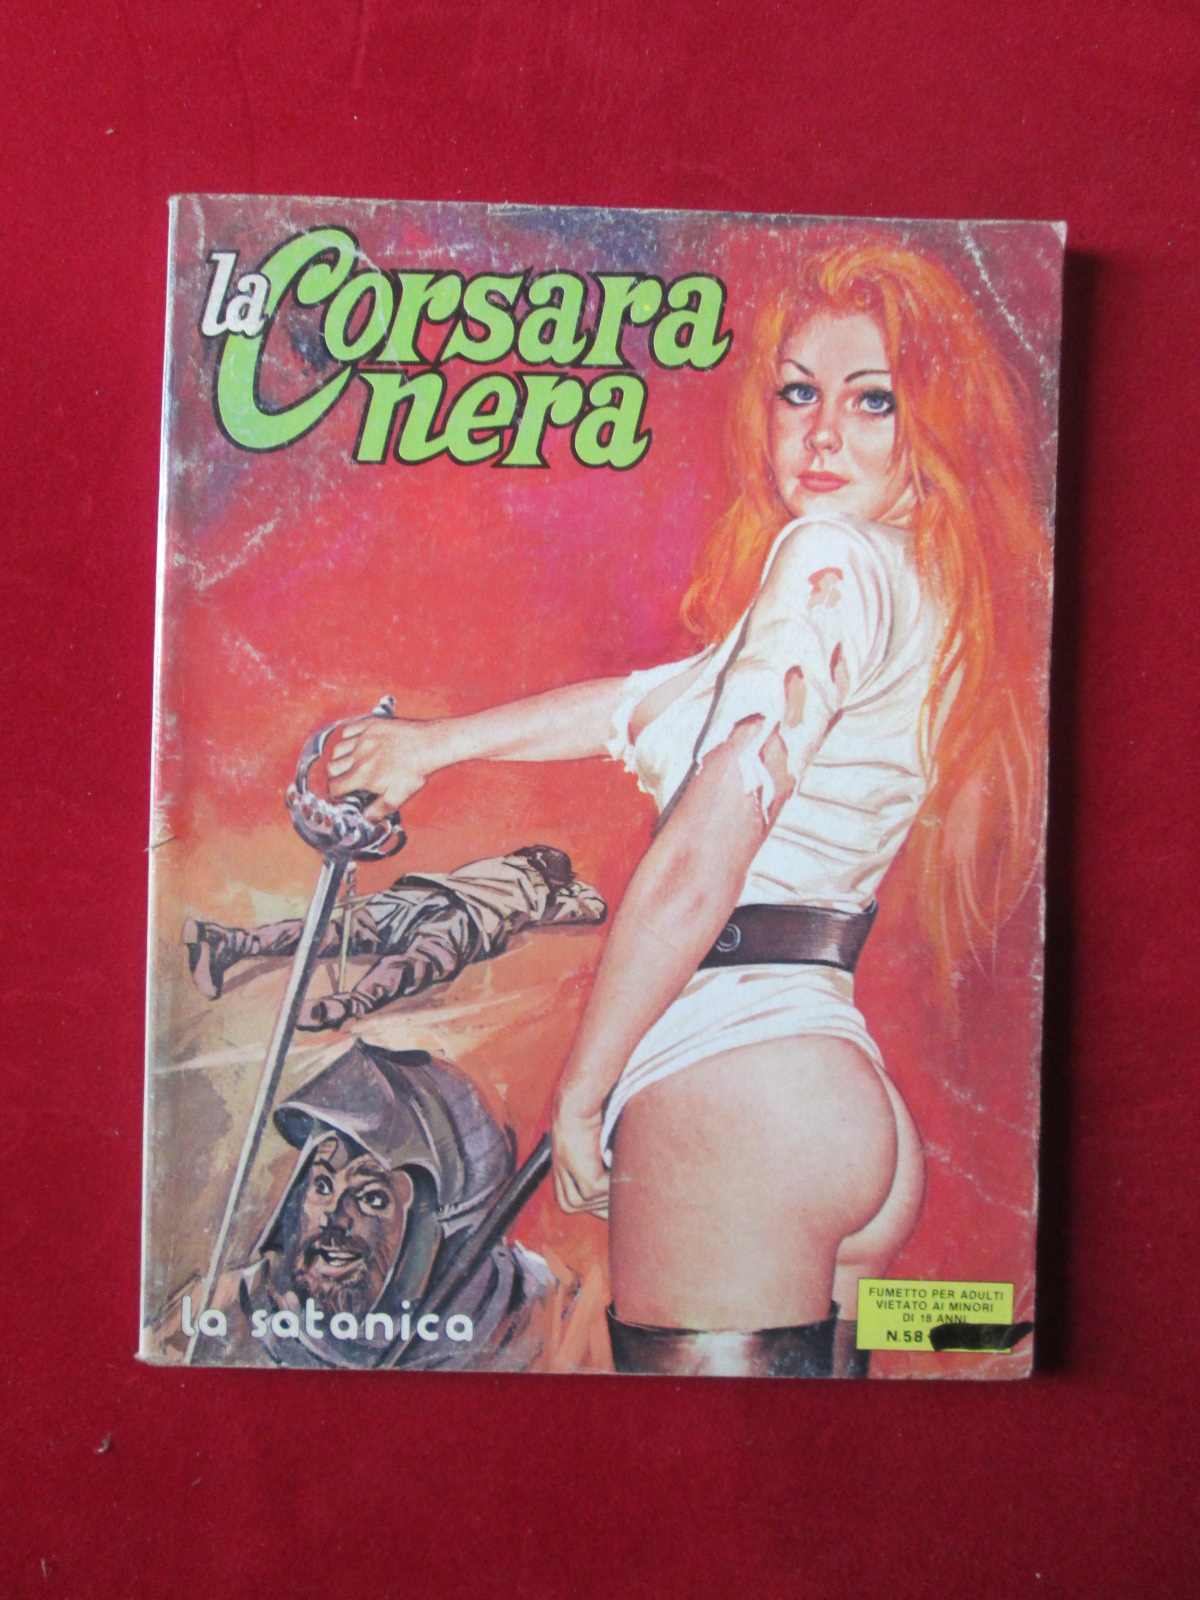 la Corsara
nera
la satanica
FUMETTO PER ADULTI
VIETATO AI MINORI
DI 18 ANNI
N.58